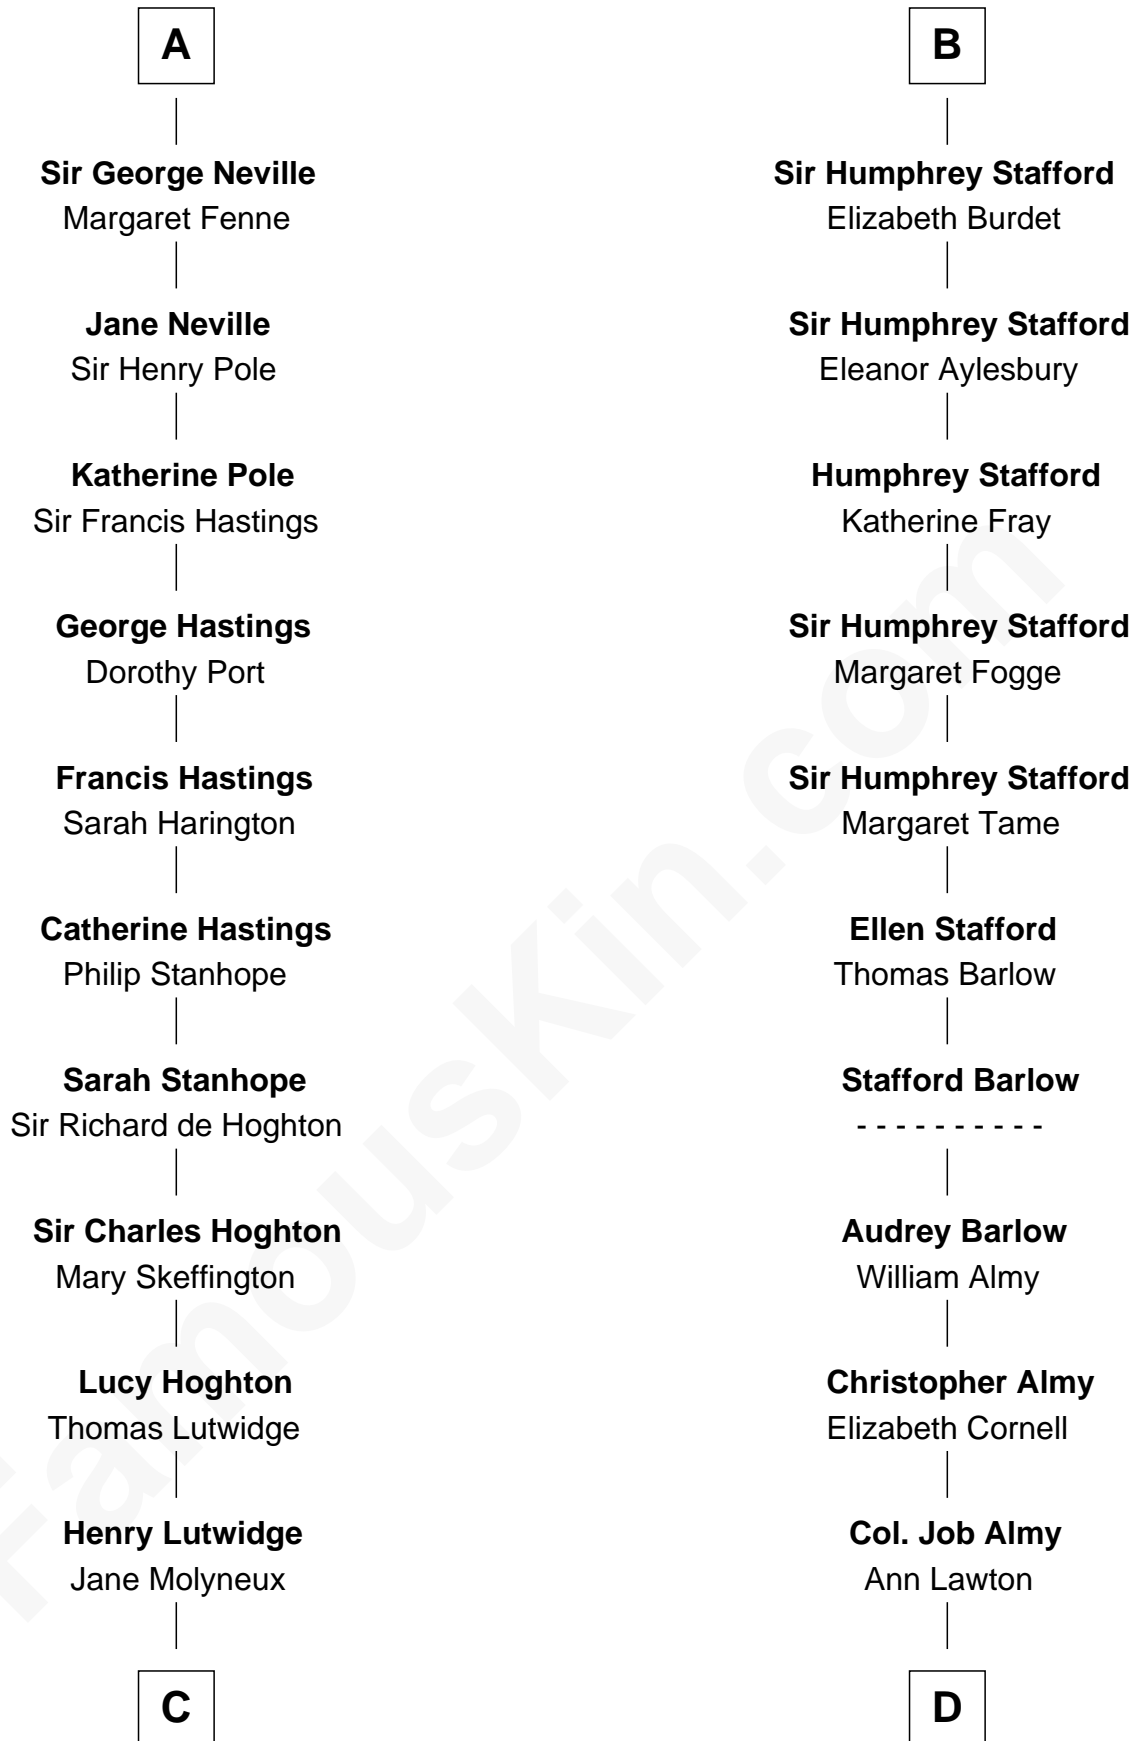 A
Sir George Neville
Margaret Fenne
Jane Neville
Sir Henry Pole
Katherine Pole
Sir Francis Hastings
George Hastings
Dorothy Port
Francis Hastings
Sarah Harington
Catherine Hastings
Philip Stanhope
Sarah Stanhope
Sir Richard de Hoghton
Sir Charles Hoghton
Mary Skeffington
Lucy Hoghton
Thomas Lutwidge
Henry Lutwidge
Jane Molyneux
C
B
Sir Humphrey Stafford
Elizabeth Burdet
Sir Humphrey Stafford
Eleanor Aylesbury
Humphrey Stafford
Katherine Fray
Sir Humphrey Stafford
Margaret Fogge
Sir Humphrey Stafford
Margaret Tame
Ellen Stafford
Thomas Barlow
Stafford Barlow
- - - - - - - - - -
Audrey Barlow
William Almy
Christopher Almy
Elizabeth Cornell
Col. Job Almy
Ann Lawton
D
FamousKin.com